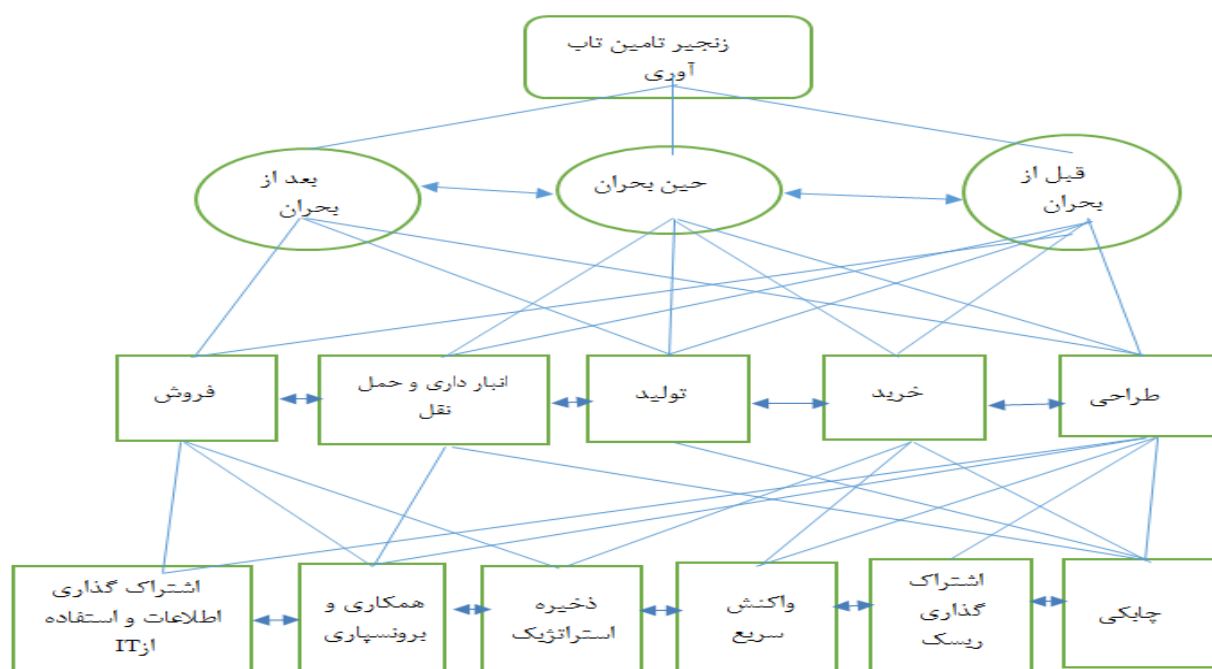 زنجیر تامین تاب
آوری
قبل از
بحران
حین بحران
بعد از
بحران
طراحی
خرید
تولید
انبار داری و حمل
نقل
فروش
چابکی
اشتراک
گذاری
ریسک
واکنش
سریع
ذخیره
استراتژیک
همکاری و
برونسپاری
اشتراک گذاری
اطلاعات و استفاده
ازIT